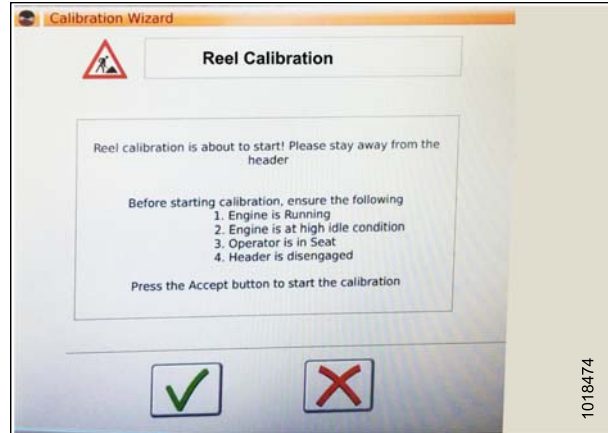 Calibration Wizard
Reel Calibration
Reel calibration is about to start! Please stay away from the
header
Before starting calibration, ensure the following
1. Engine is Running
2. Engine is at high idle condition
3. Operator is in Seat
4. Header is disengaged
Press the Accept button to start the calibration
1018474